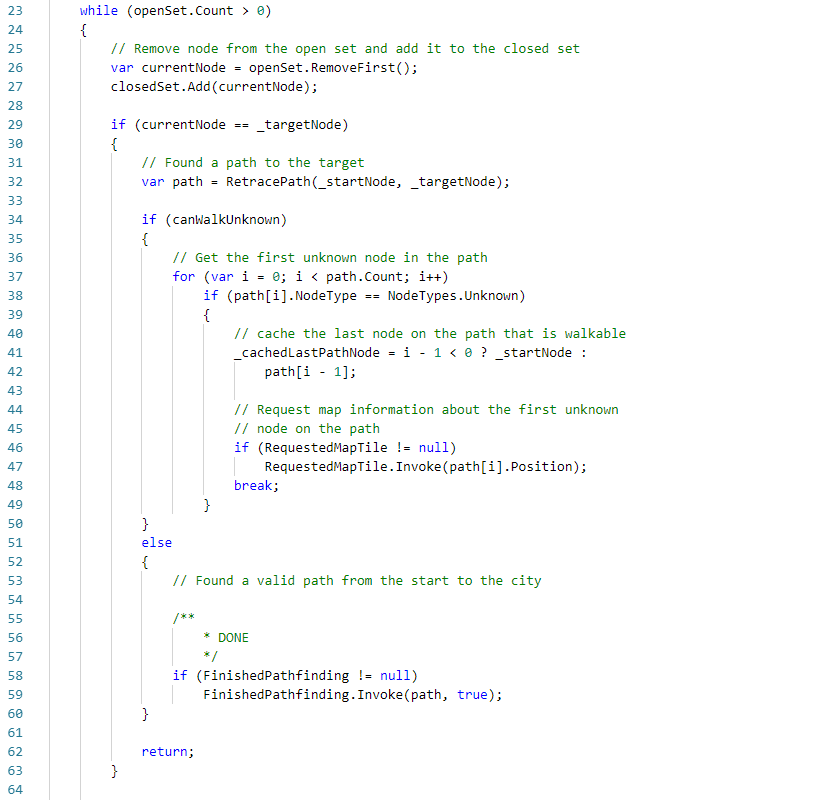 23 while (openSet.Count > 0)
24 {
25 // Remove node from the open set and add it to the closed set
26 var currentNode = openSet.RemoveFirst();
27 closedSet.Add(currentNode);
28
29 if (currentNode == _targetNode)
30 {
31 // Found a path to the target
32 var path = RetracePath(_startNode, _targetNode);
33
34 if (canWalkUnknown)
35 {
36 // Get the first unknown node in the path
37 for (var i = 0; i < path.Count; i++)
38 if (path[i].NodeType == NodeTypes.Unknown)
39 {
40 // cache the last node on the path that is walkable
41 _cachedLastPathNode = i - 1 < 0 ? _startNode :
42 path[i - 1];
43
44 // Request map information about the first unknown
45 // node on the path
46 if (RequestedMapTile != null)
47 RequestedMapTile.Invoke(path[i].Position);
48 break;
49 }
50 }
51 else
52 {
53 // Found a valid path from the start to the city
54
55 /**
56 * DONE
57 */
58 if (FinishedPathfinding != null)
59 FinishedPathfinding.Invoke(path, true);
60 }
61
62 return;
63 }
64